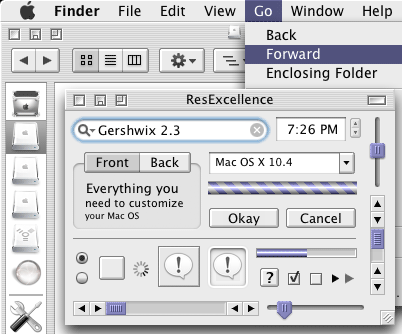 Finder File Edit View Go Window Help
Back
Forward
Enclosing Folder
ResExcellence
Gershwix 2.3
7:26 PM
Front Back
Mac OS X 10.4
Everything you
need to customize
your Mac OS
Okay Cancel
! !
?